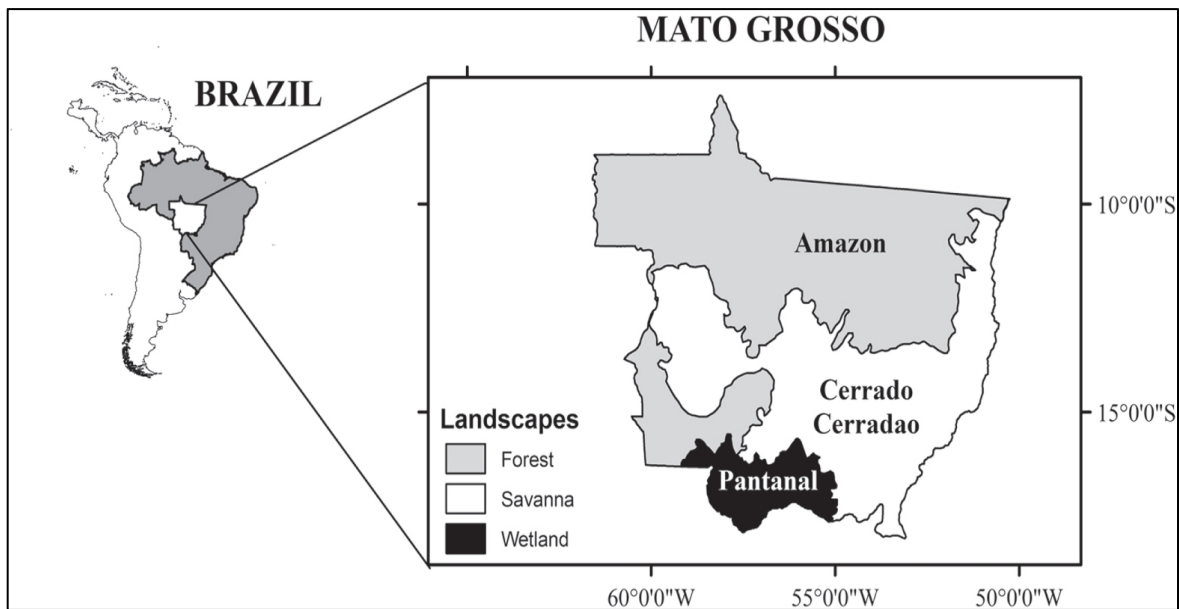 MATO GROSSO
BRAZIL
Amazon
10°0'0"S
Cerrado
Cerradao
15°0'0"S
Landscapes
Forest
Savanna
Wetland
Pantanal
60°0'0"W
55°0'0"W
50°0'0"W